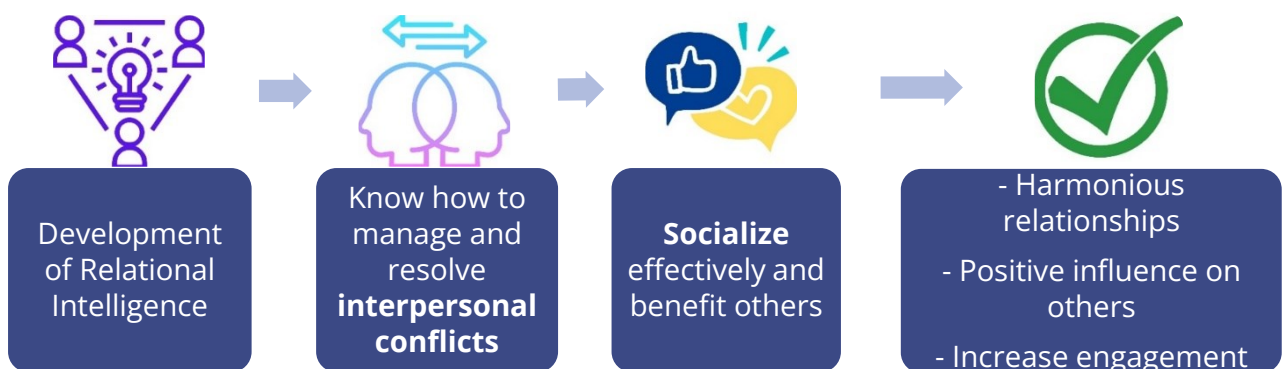 Development
of Relational
Intelligence
Know how to
manage and
resolve
interpersonal
conflicts
Socialize
effectively and
benefit others
- Harmonious
relationships
- Positive influence on
others
- Increase engagement